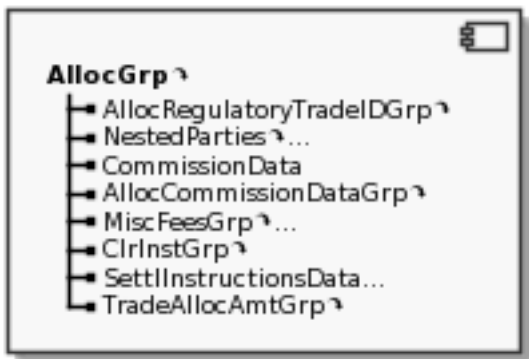 AllocGrp
AllocRegulatoryTradeIDGrp
NestedParties...
CommissionData
AllocCommissionDataGrp
MiscFeesGrp...
ClrInstGrp
SettlInstructionsData...
TradeAllocAmtGrp